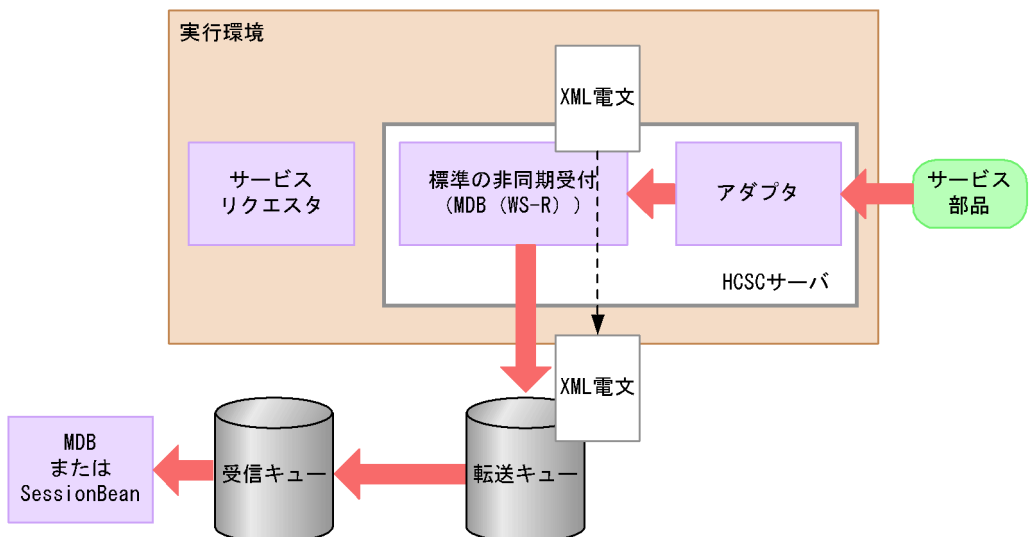 実行環境
XML電文
サービス
リクエスタ
標準の非同期受付
(MDB(WS-R))
アダプタ
サービス
部品
HCSCサーバ
XML電文
MDB
または
SessionBean
受信キュー
転送キュー